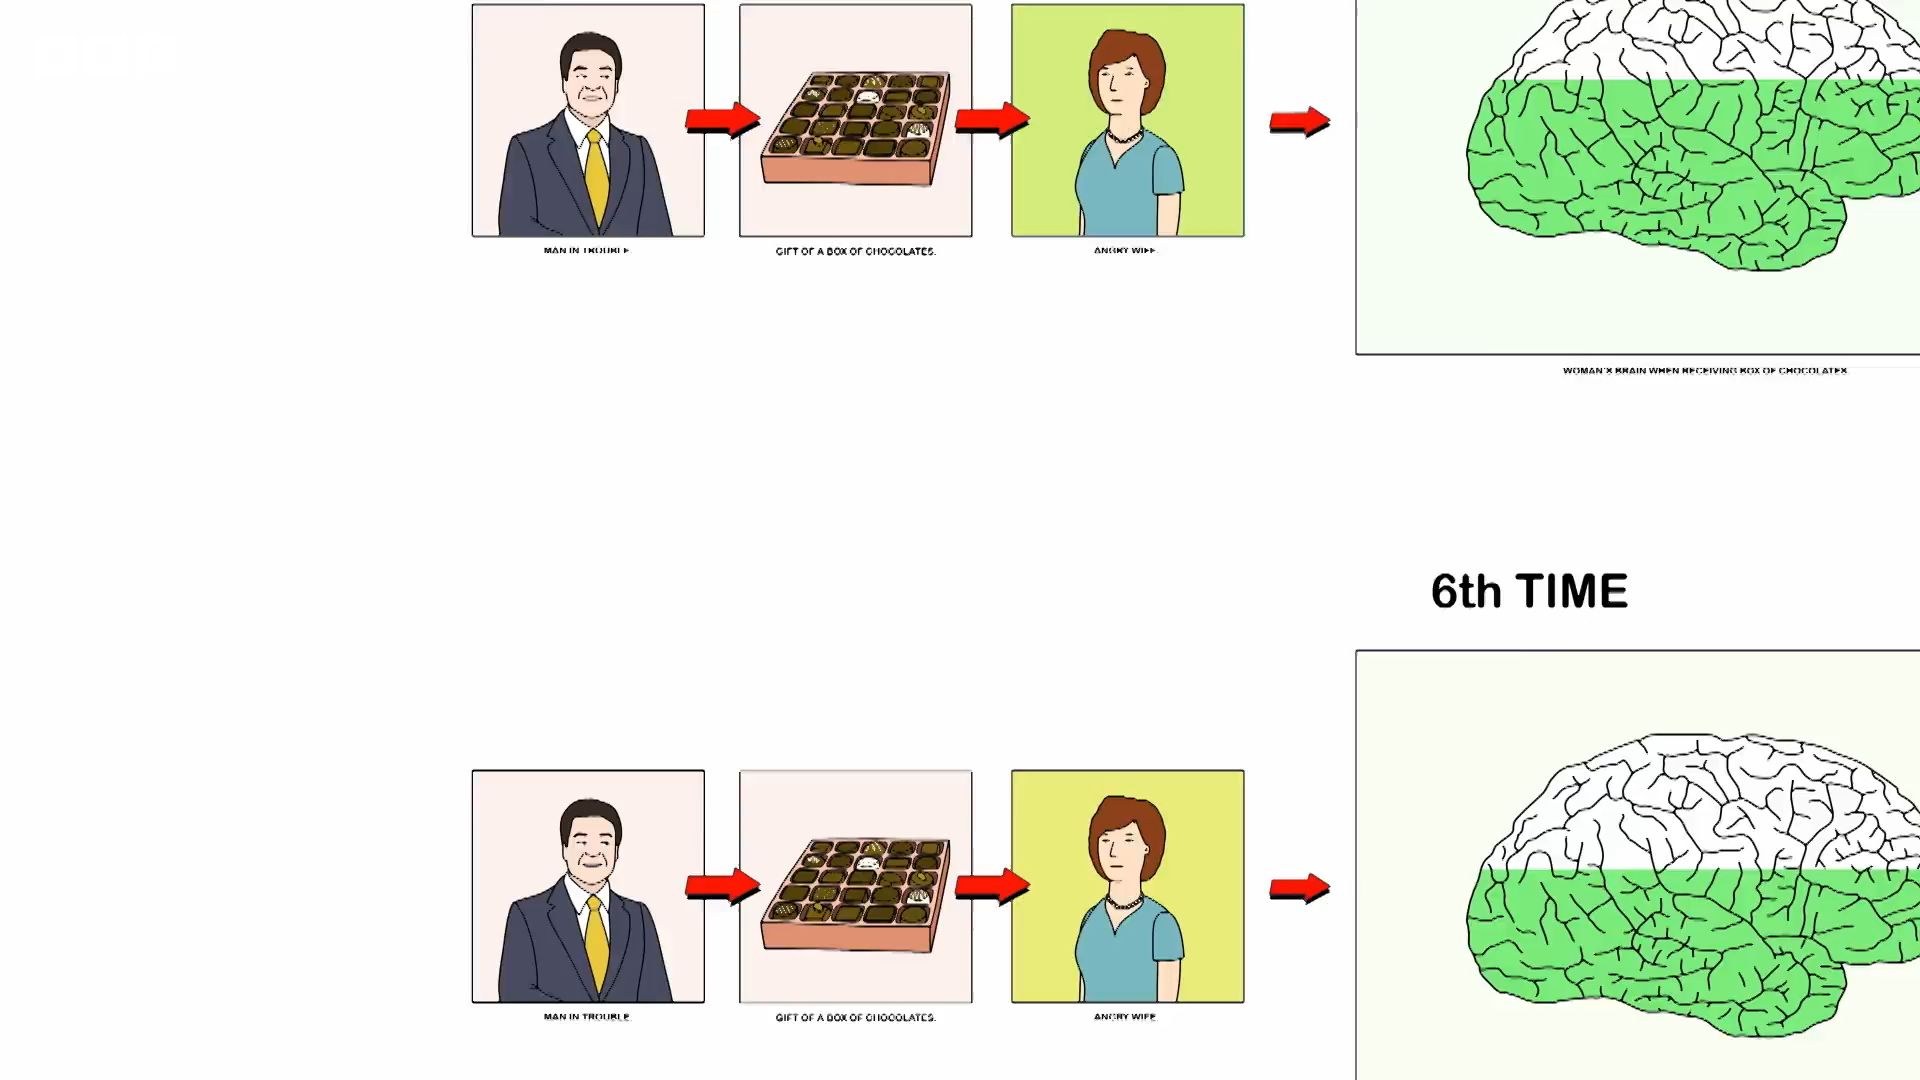 MAN IN TROUBLE.
GIFT OF A BOX OF CHOCOLATES.
ANGRY WIFE.
WOMAN'S BRAIN WHEN RECEIVING BOX OF CHOCOLATES
6th TIME
MAN IN TROUBLE.
GIFT OF A BOX OF CHOCOLATES.
ANGRY WIFE.